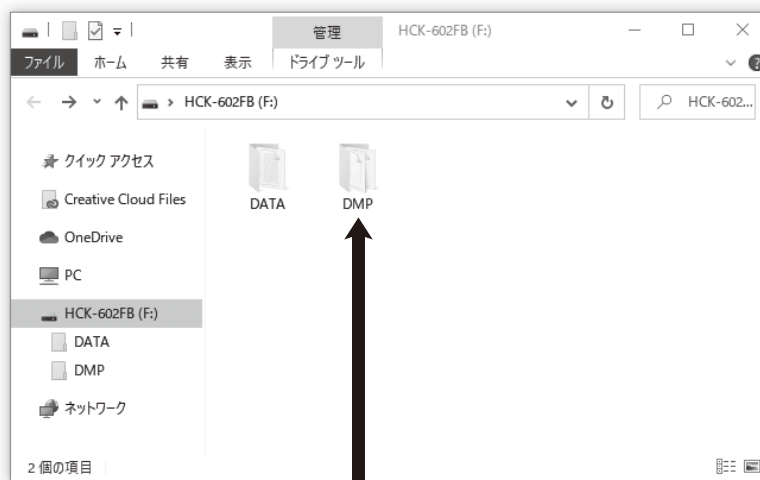 管理
HCK-602FB (F:)
ファイル ホーム 共有 表示 ドライブ ツール
HCK-602FB (F:)
HCK-602...
クイック アクセス
Creative Cloud Files
OneDrive
PC
HCK-602FB (F:)
DATA
DMP
ネットワーク
DATA
DMP
2 個の項目